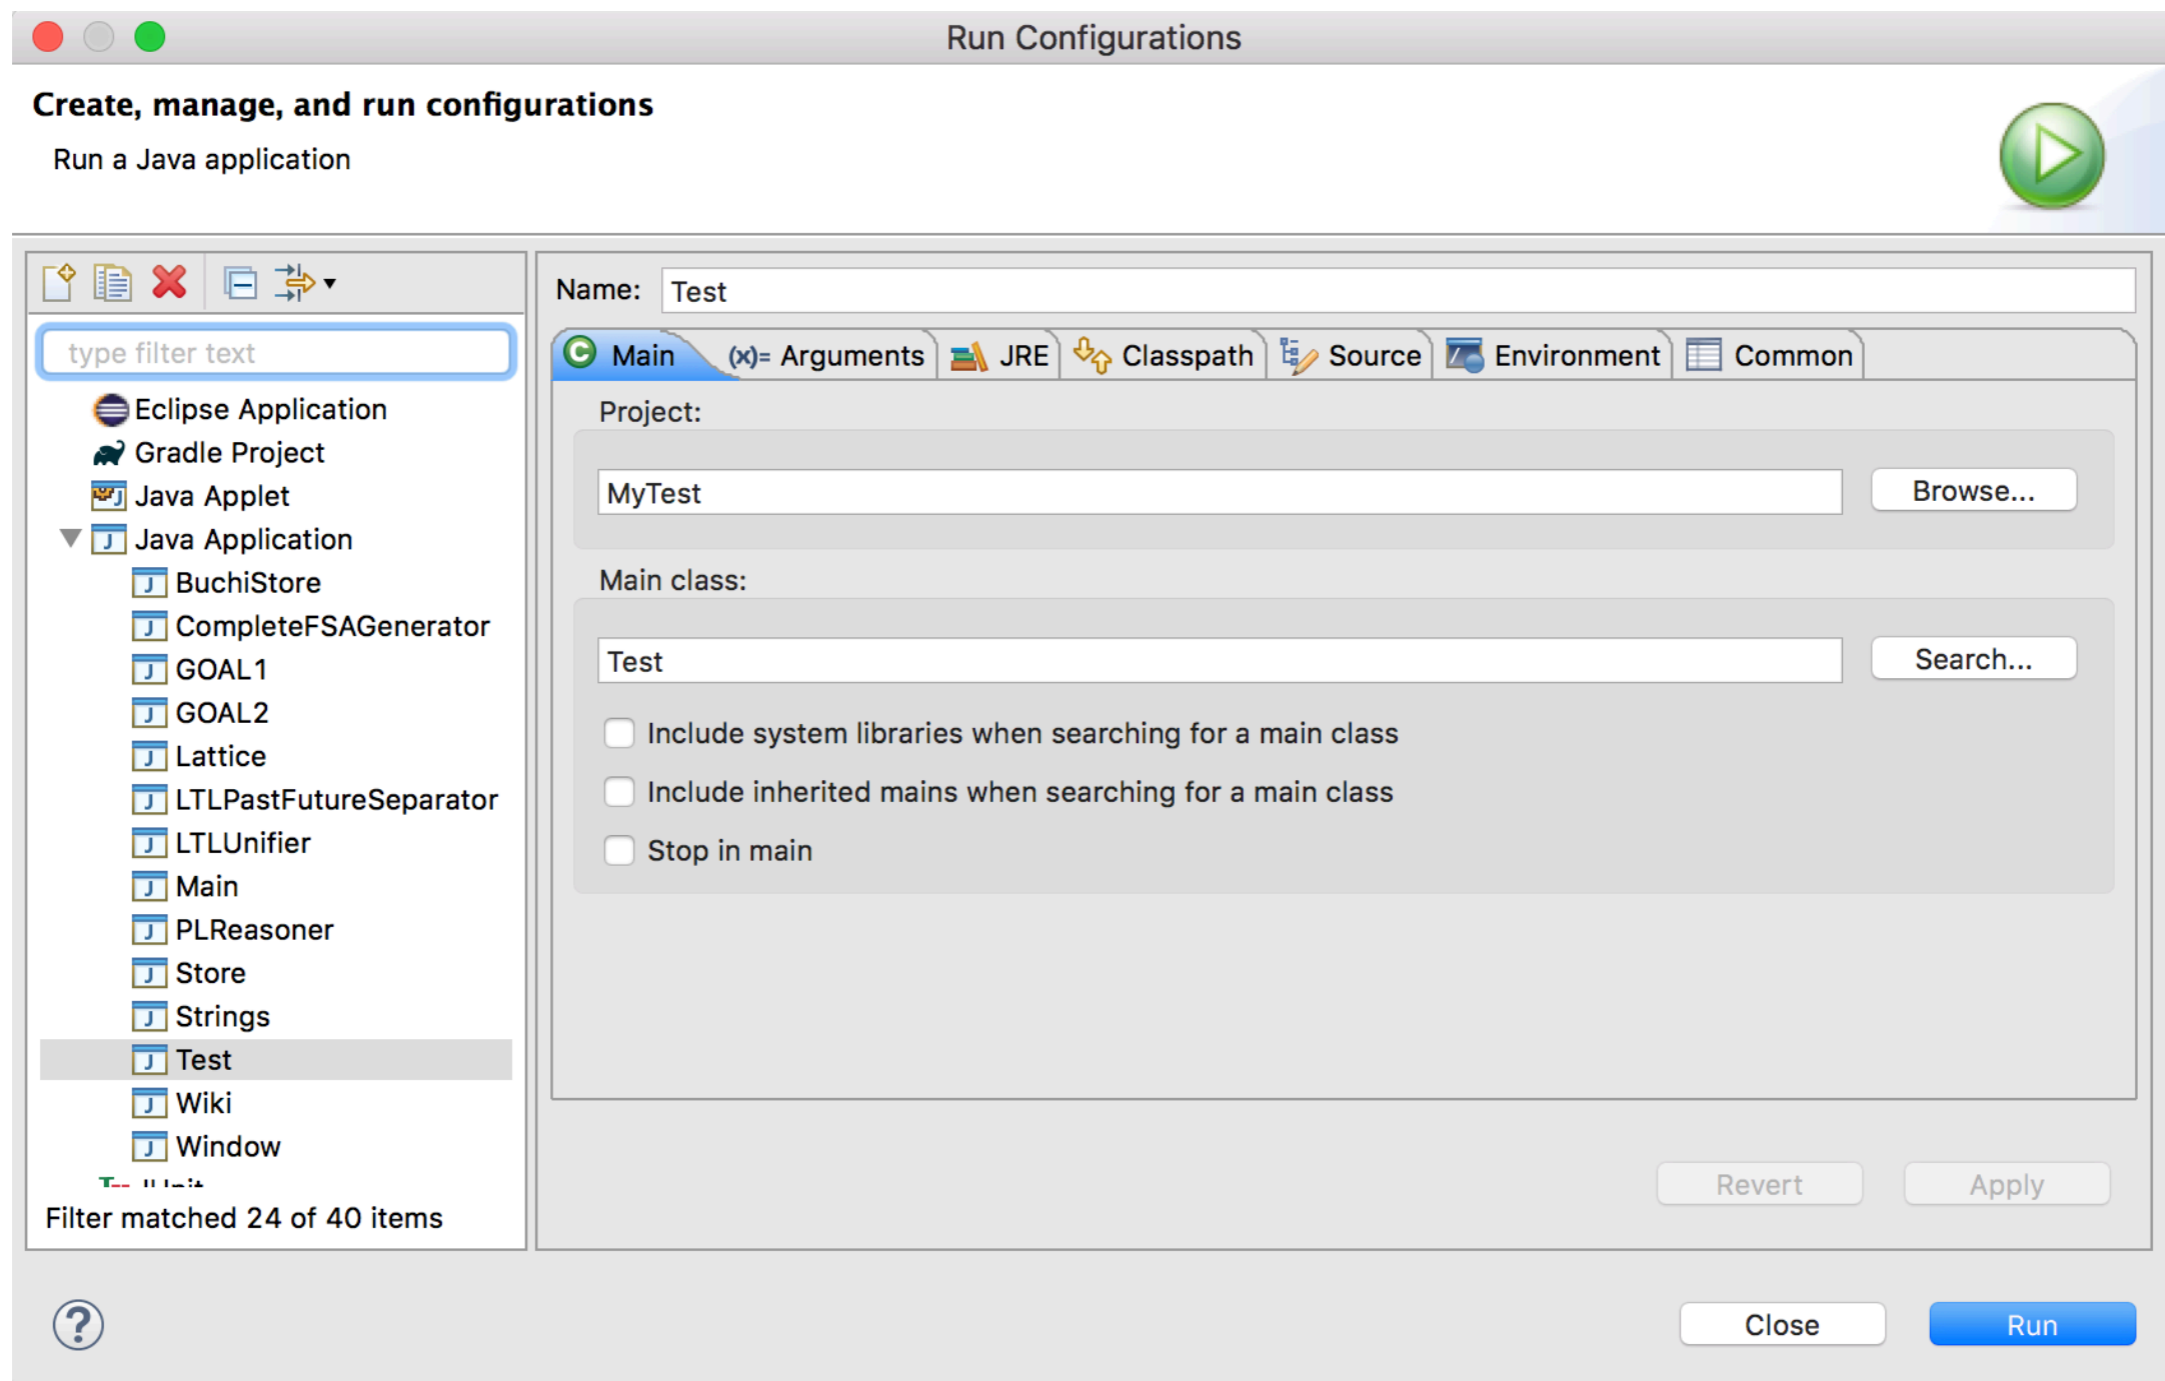 Run Configurations
Create, manage, and run configurations
Run a Java application
type filter text
Eclipse Application
Gradle Project
Java Applet
Java Application
BuchiStore
CompleteFSAGenerator
GOAL1
GOAL2
Lattice
LTLPastFutureSeparator
LTLUnifier
Main
PLReasoner
Store
Strings
Test
Wiki
Window
JUnit
Filter matched 24 of 40 items
Name: Test
Main (x)= Arguments JRE Classpath Source Environment Common
Project:
MyTest Browse...
Main class:
Test Search...
Include system libraries when searching for a main class
Include inherited mains when searching for a main class
Stop in main
Revert Apply
? Close Run